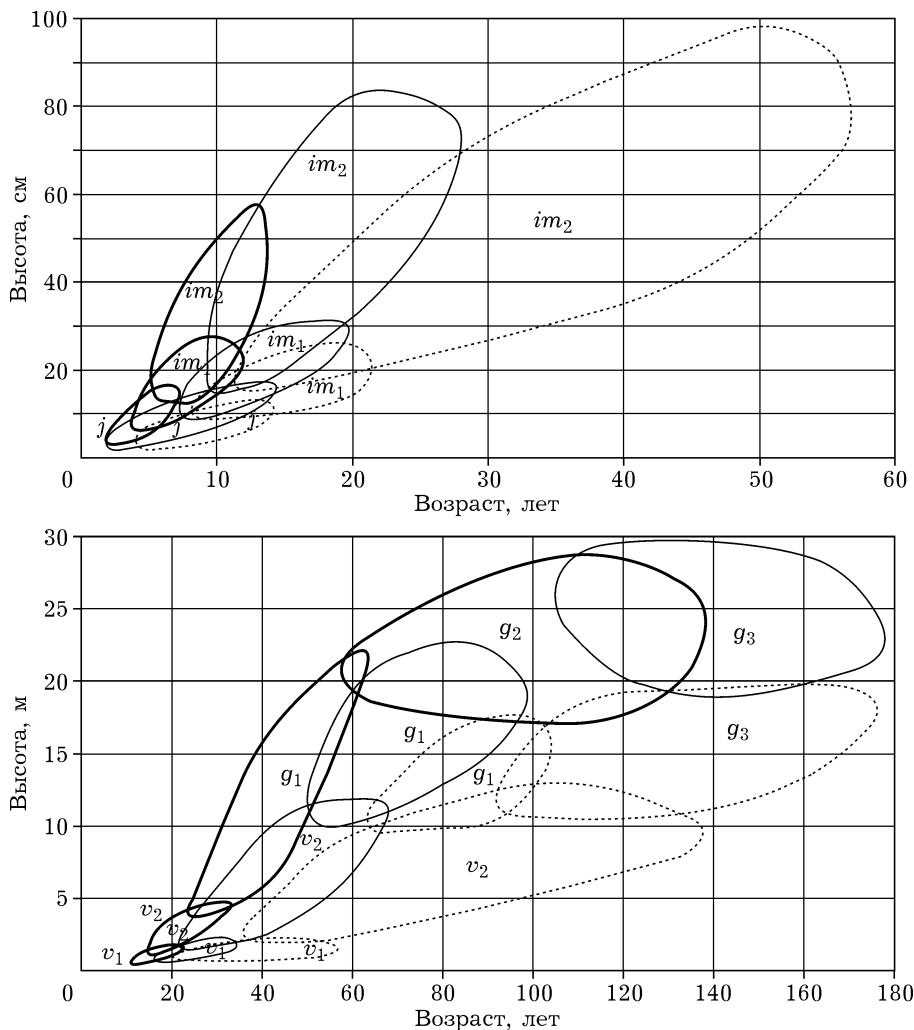 100
80
60
40
20
0
10
20
30
40
50
60
Высота, см
Возраст, лет
im₂
im₂
im₂
im₁
im₁
im₁
j
j
j
30
25
20
15
10
5
0
20
40
60
80
100
120
140
160
180
Высота, м
Возраст, лет
g₂
g₃
g₁
g₃
g₁
g₁
v₂
v₂
v₂
v₂
v₁
v₁
v₁